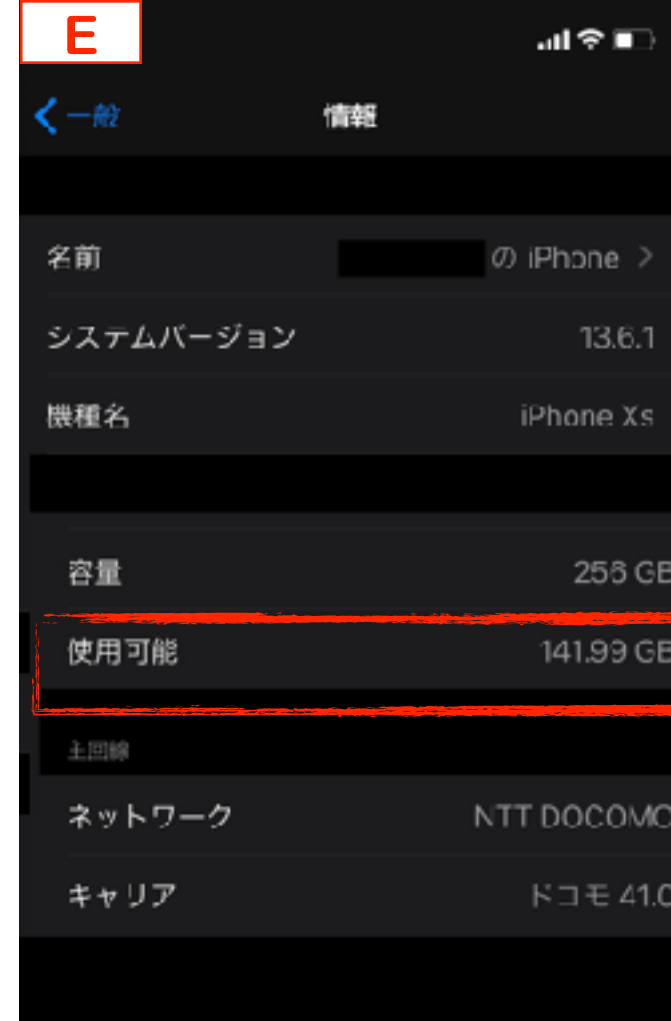 E
一般
情報
名前 の iPhone
システムバージョン 13.6.1
機種名 iPhone Xs
容量 256 GB
使用可能 141.99 GB
主回線
ネットワーク NTT DOCOMO
キャリア ドコモ 41.0